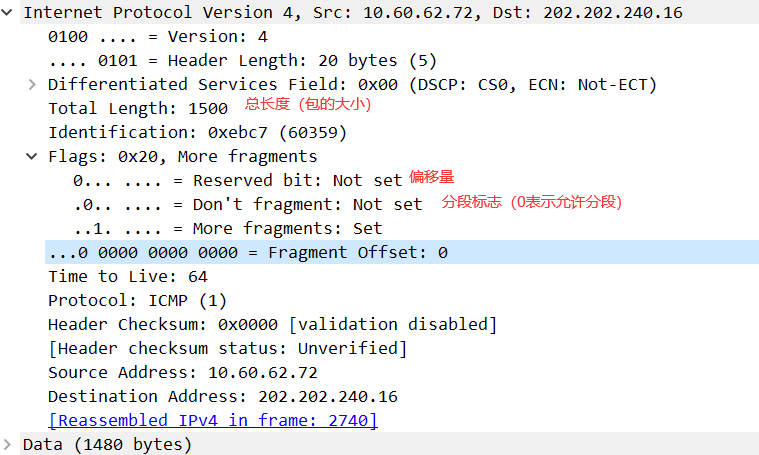 Internet Protocol Version 4, Src: 10.60.62.72, Dst: 202.202.240.16
0100 .... = Version: 4
.... 0101 = Header Length: 20 bytes (5)
Differentiated Services Field: 0x00 (DSCP: CS0, ECN: Not-ECT)
Total Length: 1500 总长度（包的大小）
Identification: 0xebc7 (60359)
Flags: 0x20, More fragments
0... .... = Reserved bit: Not set 偏移量
.0.. .... = Don't fragment: Not set 分段标志（0表示允许分段）
..1. .... = More fragments: Set
...0 0000 0000 0000 = Fragment Offset: 0
Time to Live: 64
Protocol: ICMP (1)
Header Checksum: 0x0000 [validation disabled]
[Header checksum status: Unverified]
Source Address: 10.60.62.72
Destination Address: 202.202.240.16
[Reassembled IPv4 in frame: 2740]
Data (1480 bytes)